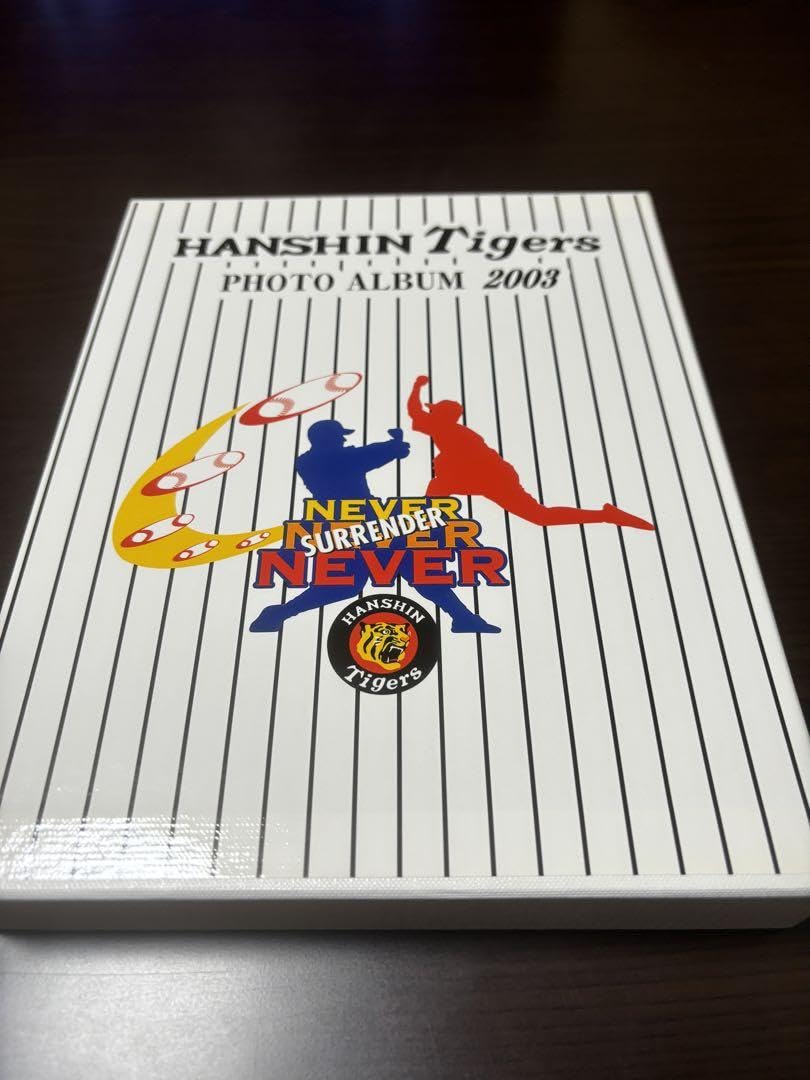 HANSHIN Tigers
PHOTO ALBUM 2003
NEVER
NEVER
SURRENDER
NEVER
HANSHIN
Tigers